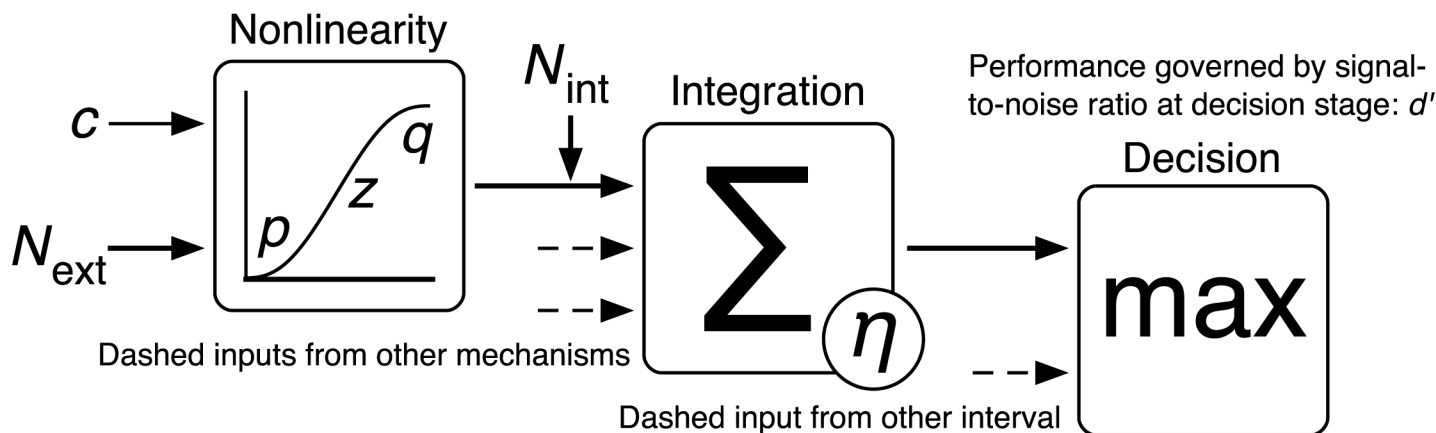 Nonlinearity
c
N_ext
p
z
q
N_int
Integration
Σ
η
Dashed inputs from other mechanisms
Performance governed by signal-
to-noise ratio at decision stage: d'
Decision
max
Dashed input from other interval